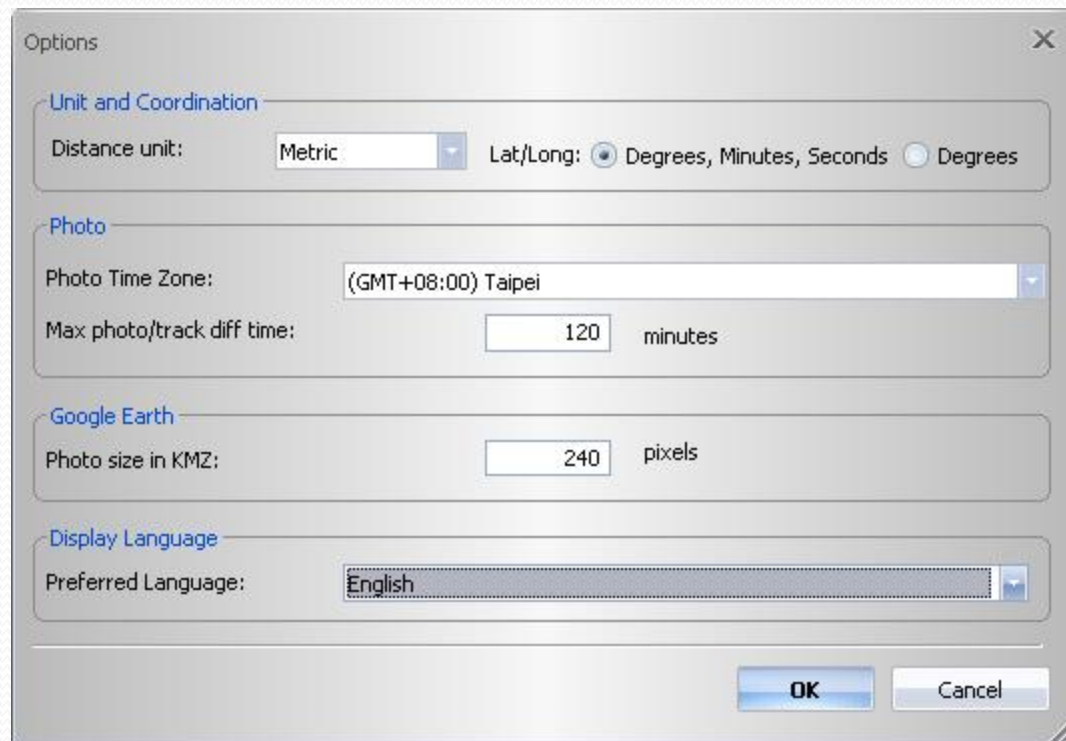 Options
Unit and Coordination
Distance unit: Metric Lat/Long: Degrees, Minutes, Seconds Degrees
Photo
Photo Time Zone: (GMT+08:00) Taipei
Max photo/track diff time: 120 minutes
Google Earth
Photo size in KMZ: 240 pixels
Display Language
Preferred Language: English
OK Cancel